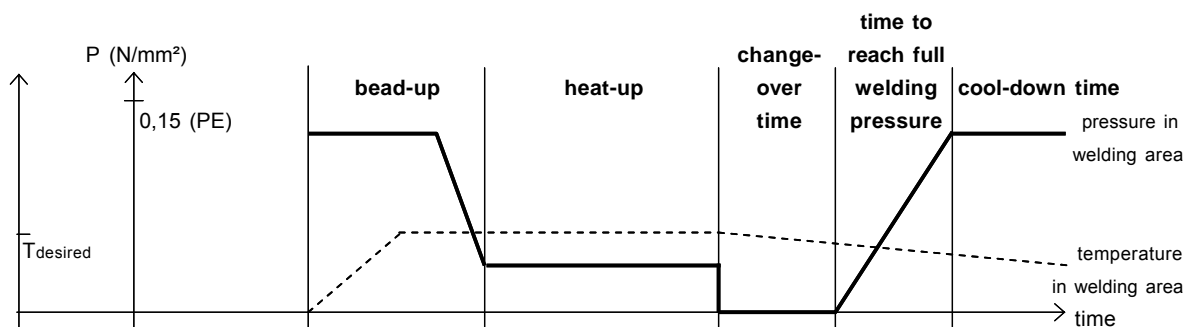 P (N/mm²)
0,15 (PE)
Tdesired
bead-up
heat-up
change-
over
time
time to
reach full
welding
pressure
cool-down time
pressure in
welding area
temperature
in welding area
time